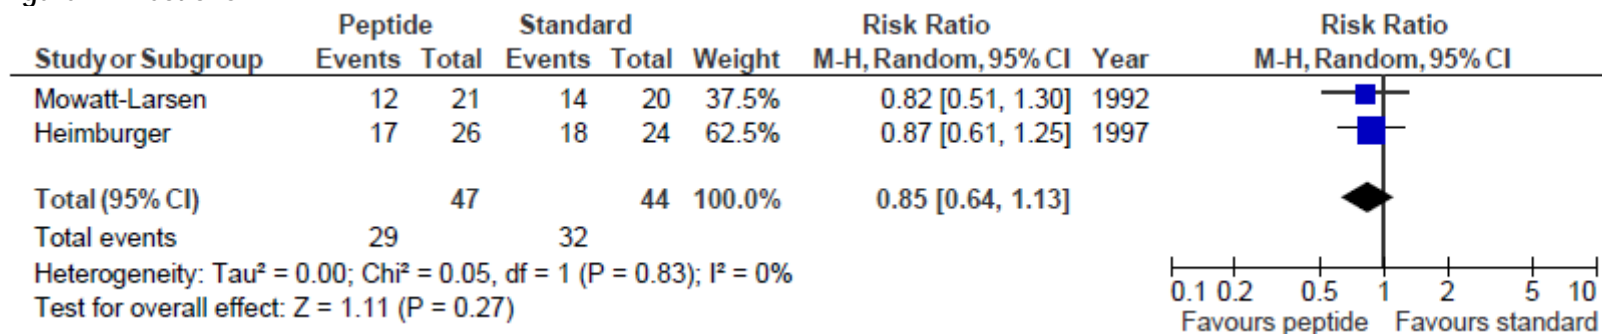 Peptide Standard Risk Ratio Risk Ratio
Study or Subgroup Events Total Events Total Weight M-H, Random, 95% CI Year M-H, Random, 95% CI
Mowatt-Larsen 12 21 14 20 37.5% 0.82 [0.51, 1.30] 1992
Heimburger 17 26 18 24 62.5% 0.87 [0.61, 1.25] 1997
Total (95% CI) 47 44 100.0% 0.85 [0.64, 1.13]
Total events 29 32
Heterogeneity: Tau² = 0.00; Chi² = 0.05, df = 1 (P = 0.83); I² = 0%
Test for overall effect: Z = 1.11 (P = 0.27)
0.1 0.2 0.5 1 2 5 10
Favours peptide Favours standard